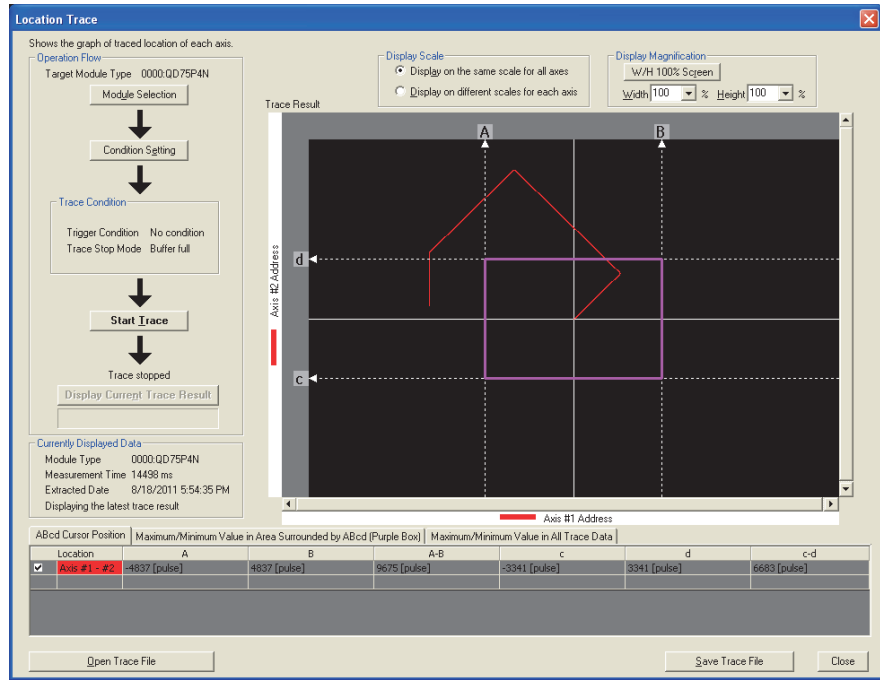 Location Trace
Shows the graph of traced location of each axis.
Operation Flow
Target Module Type 0000:QD75P4N
Module Selection
Condition Setting
Trace Condition
Trigger Condition No condition
Trace Stop Mode Buffer full
Start Trace
Trace stopped
Display Current Trace Result
Currently Displayed Data
Module Type 0000:QD75P4N
Measurement Time 14498 ms
Extracted Date 8/18/2011 5:54:35 PM
Displaying the latest trace result
Display Scale
Display on the same scale for all axes
Display on different scales for each axis
Display Magnification
W/H 100% Screen
Width 100 % Height 100 %
Trace Result
A B
d
c
Axis #2 Address
Axis #1 Address
ABcd Cursor Position Maximum/Minimum Value in Area Surrounded by ABcd (Purple Box) Maximum/Minimum Value in All Trace Data
Location A B A-B c d c-d
Axis #1 - #2 -4837 [pulse] 4837 [pulse] 9675 [pulse] -3341 [pulse] 3341 [pulse] 6683 [pulse]
Open Trace File Save Trace File Close